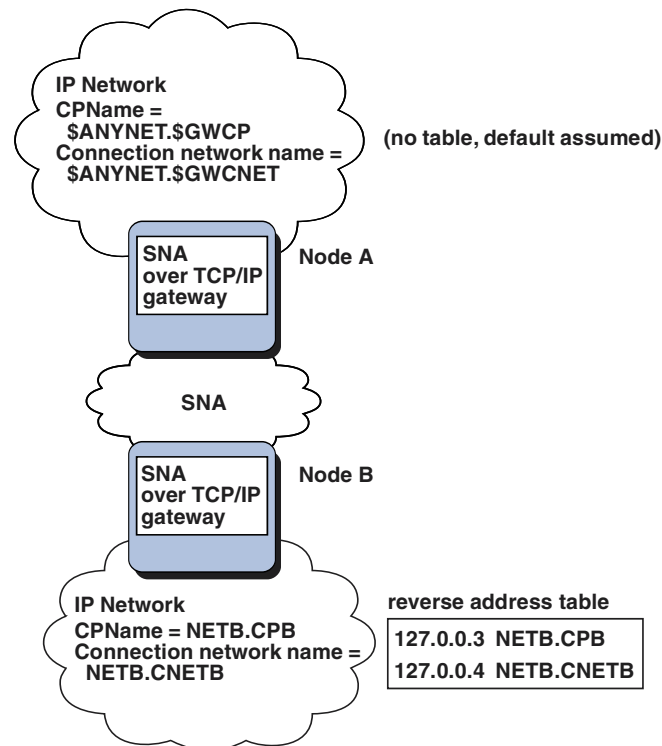 IP Network
CPName =
$ANYNET.$GWCP
Connection network name =
$ANYNET.$GWCNET
(no table, default assumed)
SNA
over TCP/IP
gateway
Node A
SNA
SNA
over TCP/IP
gateway
Node B
IP Network
CPName = NETB.CPB
Connection network name =
NETB.CNETB
reverse address table
127.0.0.3 NETB.CPB
127.0.0.4 NETB.CNETB